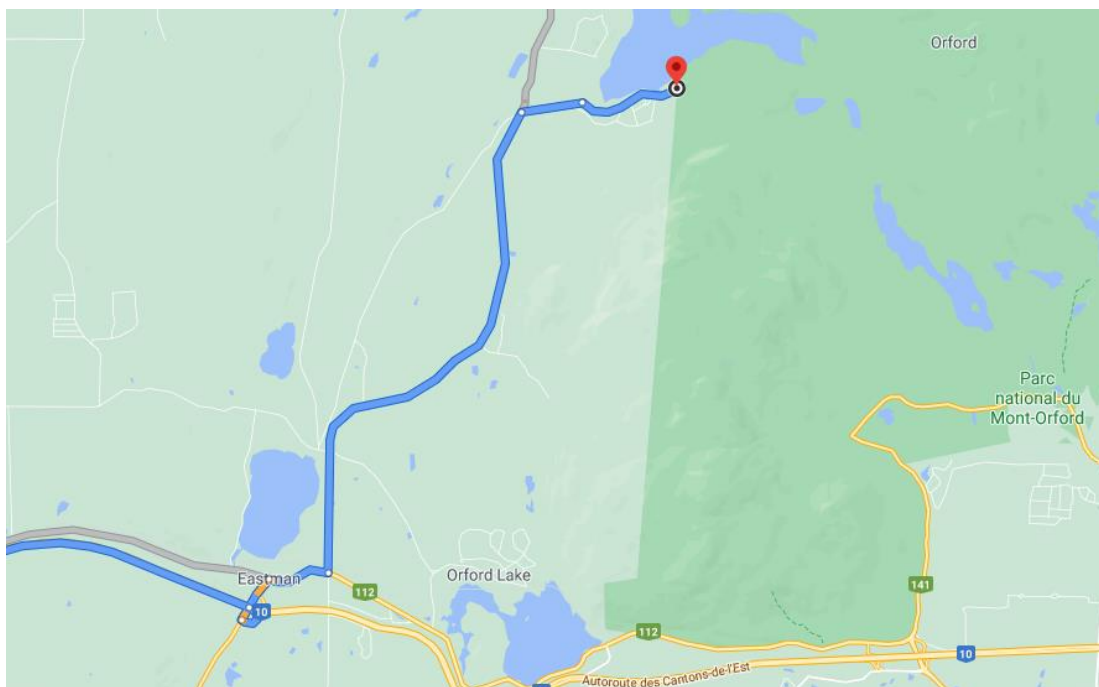 Orford
Parc
national du
Mont-Orford
Eastman
Orford Lake
112
141
10
112
10
Autoroute des Cantons-de-l'Est